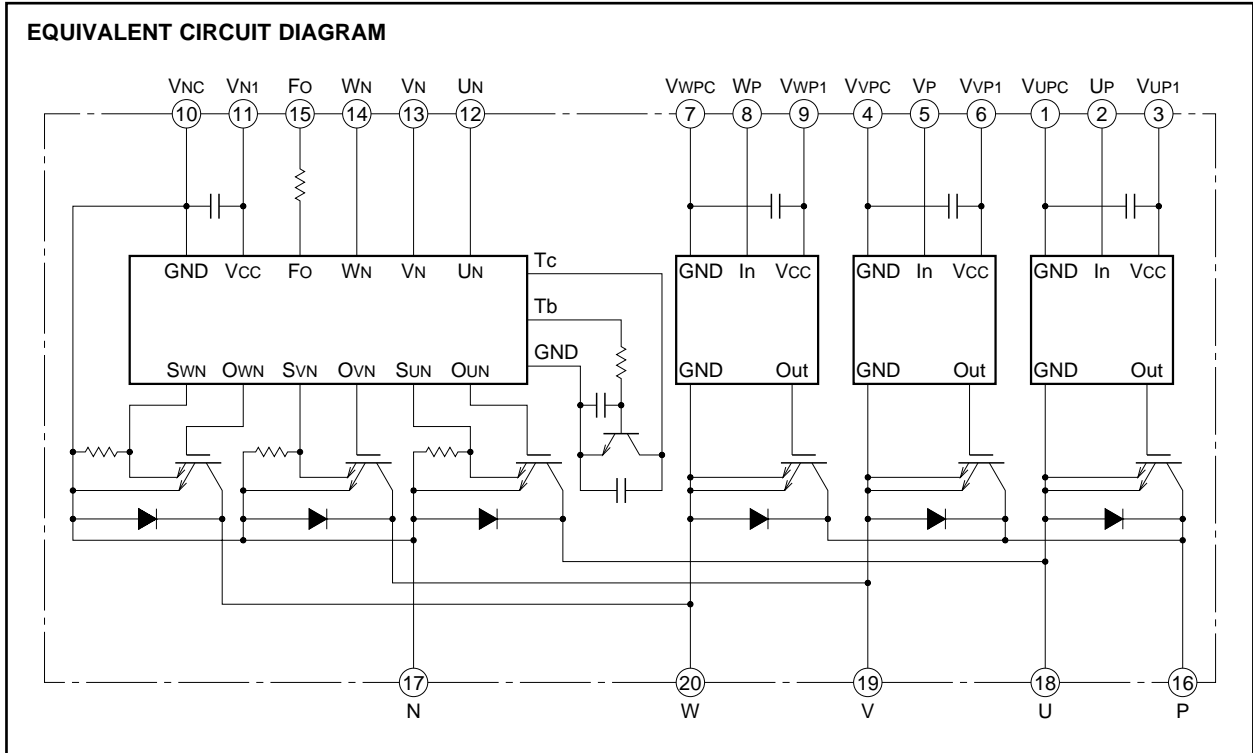 EQUIVALENT CIRCUIT DIAGRAM
VNC VN1 FO WN VN UN VWPC WP VWP1 VVPC VP VVP1 VUPC UP VUP1
10 11 15 14 13 12 7 8 9 4 5 6 1 2 3
GND VCC FO WN VN UN Tc GND In VCC GND In VCC GND In VCC
Tb
GND
SWN OWN SVN OVN SUN OUN GND Out GND Out GND Out
17 20 19 18 16
N W V U P